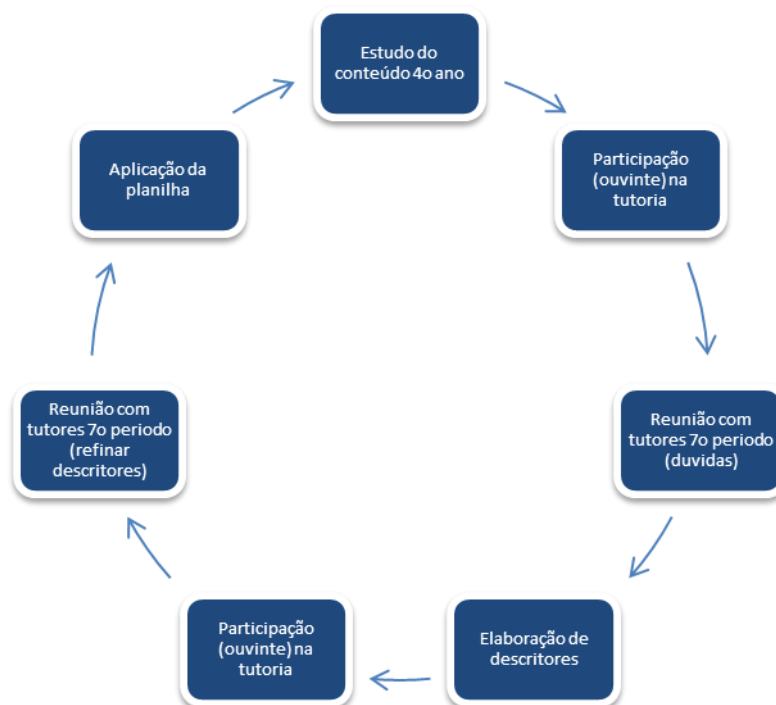 Estudo do
conteúdo 4o ano
Participação
(ouvinte) na
tutoria
Reunião com
tutores 7o periodo
(duvidas)
Elaboração de
descritores
Participação
(ouvinte) na
tutoria
Reunião com
tutores 7o periodo
(refinar
descritores)
Aplicação da
planilha